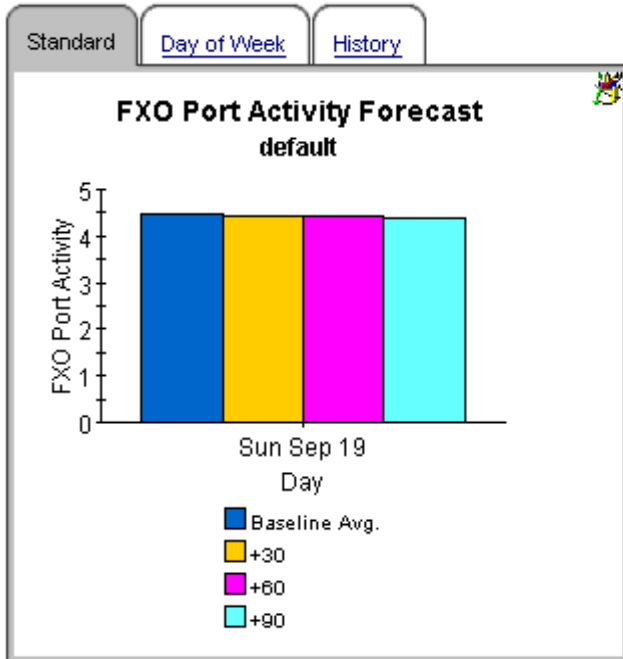 Standard
Day of Week
History
FXO Port Activity Forecast
default
5
4
3
2
1
0
FXO Port Activity
Sun Sep 19
Day
Baseline Avg.
+30
+60
+90